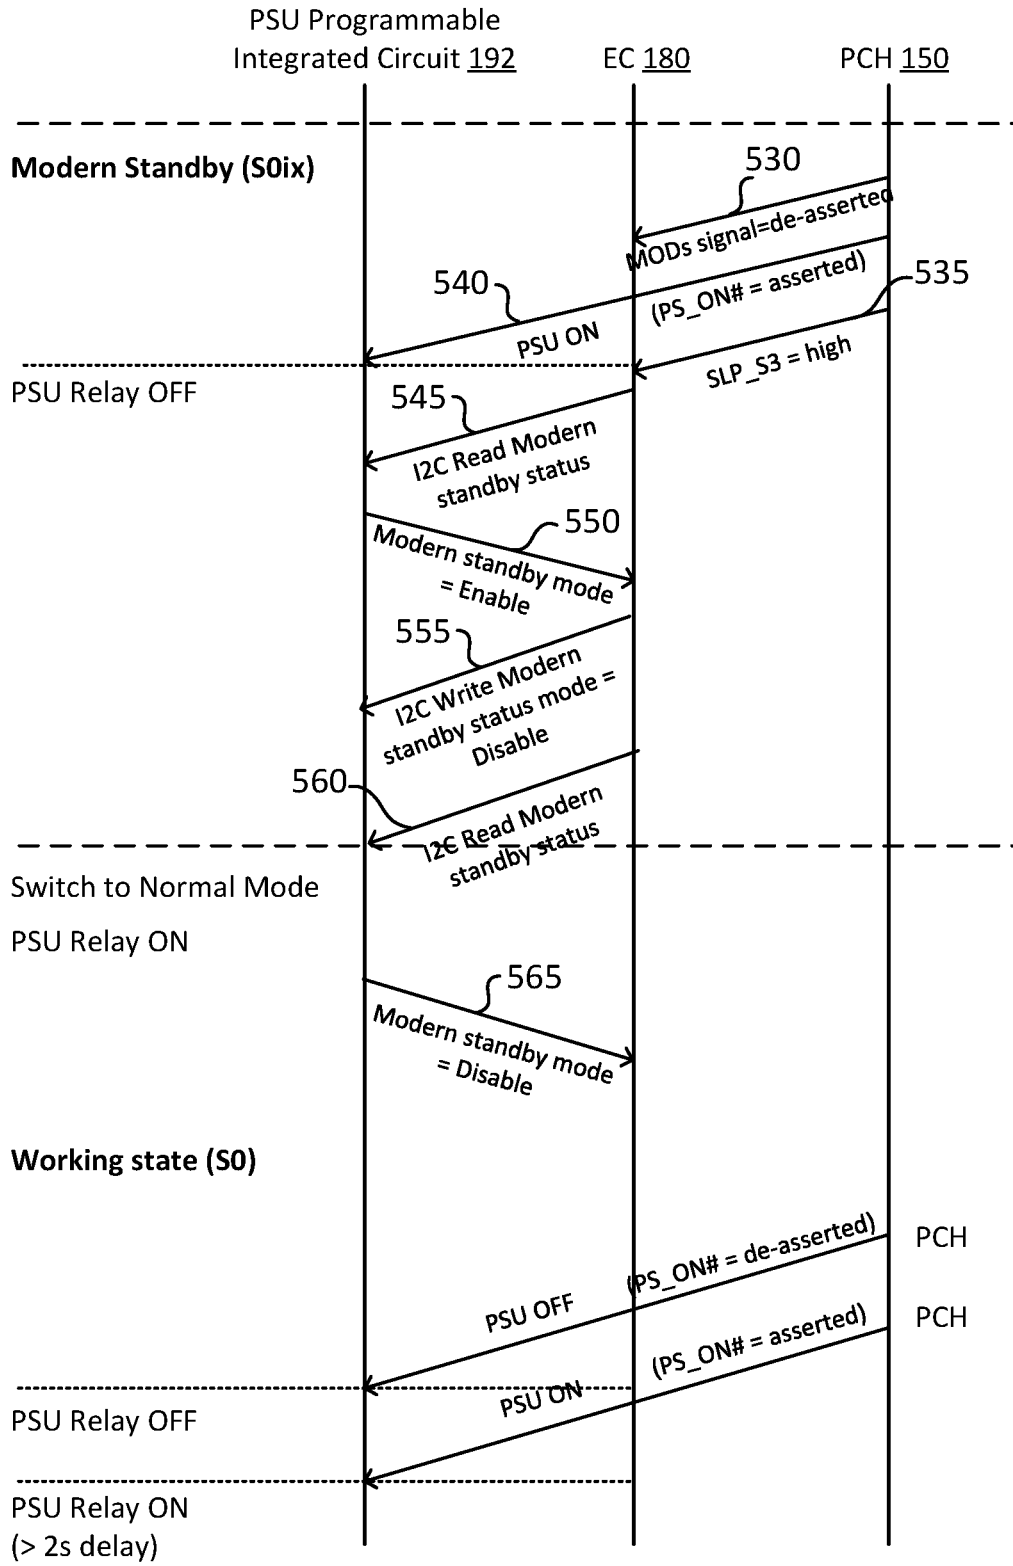 PSU Programmable
Integrated Circuit 192
EC 180
PCH 150
Modern Standby (S0ix)
530
MODs signal=de-asserted
540
(PS_ON# = asserted)
535
PSU ON
SLP_S3 = high
PSU Relay OFF
545
I2C Read Modern
standby status
550
Modern standby mode
= Enable
555
I2C Write Modern
standby status mode =
Disable
560
I2C Read Modern
standby status
Switch to Normal Mode
PSU Relay ON
565
Modern standby mode
= Disable
Working state (S0)
(PS_ON# = de-asserted)
PCH
PSU OFF
(PS_ON# = asserted)
PCH
PSU ON
PSU Relay OFF
PSU Relay ON
(> 2s delay)